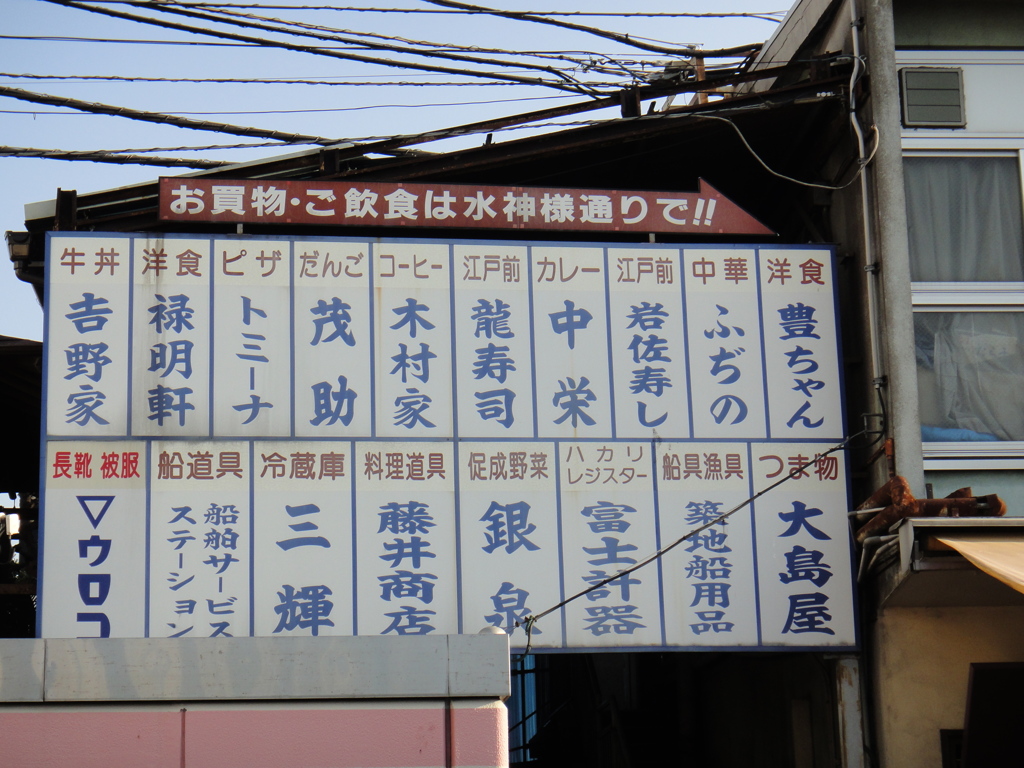 お買物・ご飲食は水神様通りで!!
牛丼
吉野家
洋食
禄明軒
ピザ
トミーナ
だんご
茂助
コーヒー
木村家
江戸前
龍寿司
カレー
中栄
江戸前
岩佐寿し
中華
ふぢの
洋食
豊ちゃん
長靴 被服
▽ウロコ
船道具
船舶サービス
ステーション
冷蔵庫
三輝
料理道具
藤井商店
促成野菜
銀泉
ハカリ
レジスター
富士計器
船具漁具
築地船用品
つま物
大島屋